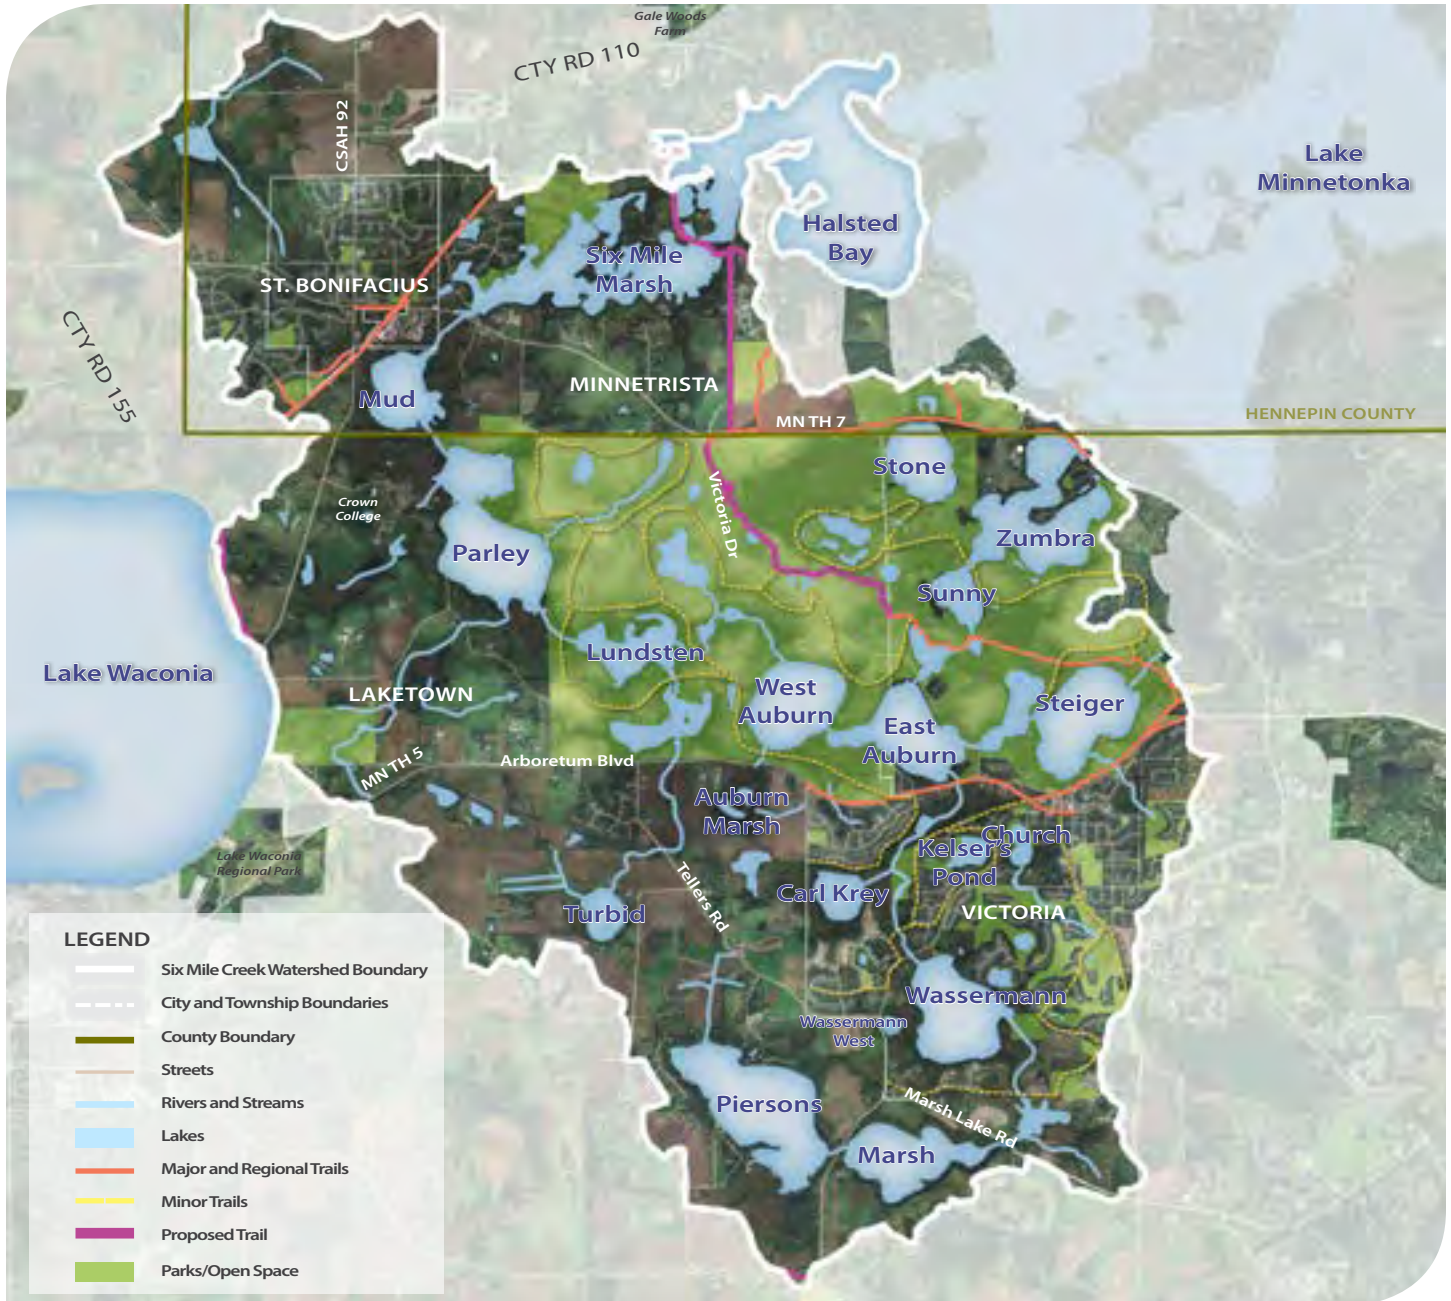 Gale Woods
Farm
CTY RD 110
CSAH 92
Lake
Minnetonka
Halsted
Bay
Six Mile
Marsh
ST. BONIFACIUS
CTY RD 155
MINNETRISTA
Mud
MN TH 7
HENNEPIN COUNTY
Stone
Crown
College
Victoria Dr
Zumbra
Parley
Sunny
Lundsten
Lake Waconia
LAKETOWN
West
Auburn
Steiger
East
Auburn
MN TH 5
Arboretum Blvd
Auburn
Marsh
Church
Kelser's
Pond
Lake Waconia
Regional Park
Tellers Rd
Carl Krey
Turbid
VICTORIA
Wassermann
Wassermann
West
Piersons
Marsh Lake Rd
Marsh
LEGEND
Six Mile Creek Watershed Boundary
City and Township Boundaries
County Boundary
Streets
Rivers and Streams
Lakes
Major and Regional Trails
Minor Trails
Proposed Trail
Parks/Open Space